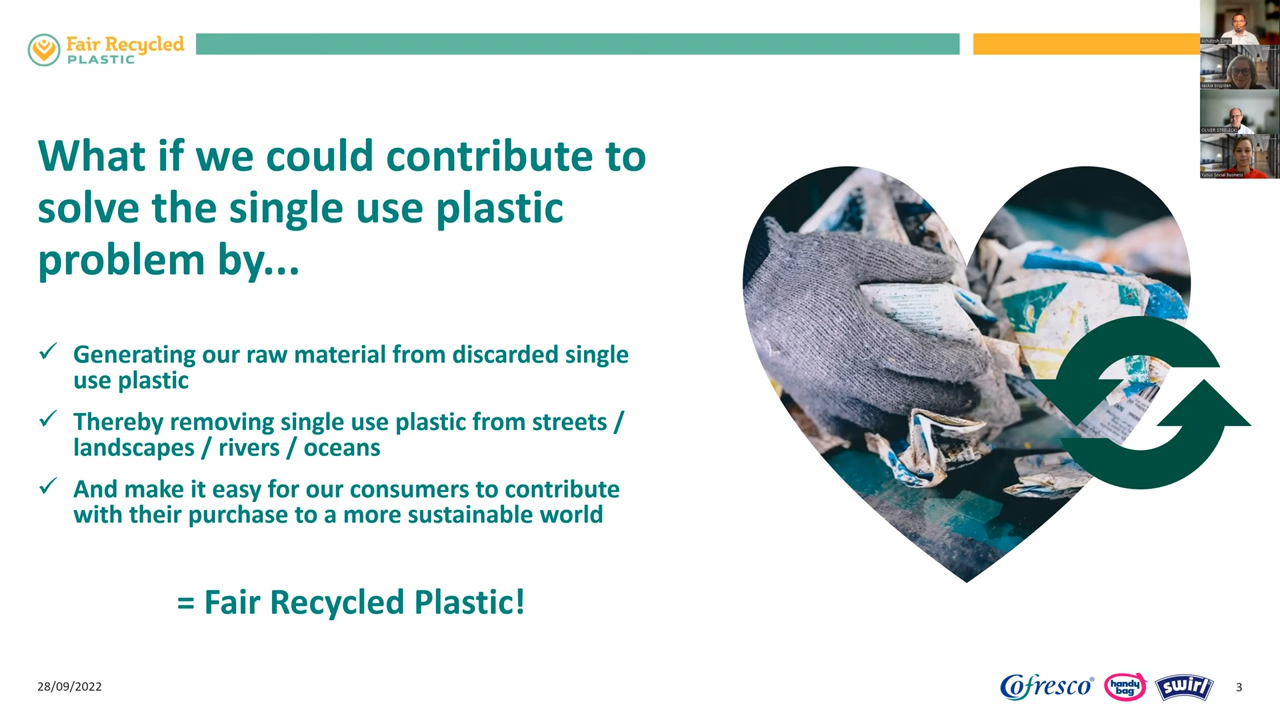 Fair Recycled
PLASTIC
What if we could contribute to
solve the single use plastic
problem by...
✓ Generating our raw material from discarded single
use plastic
✓ Thereby removing single use plastic from streets /
landscapes / rivers / oceans
✓ And make it easy for our consumers to contribute
with their purchase to a more sustainable world
= Fair Recycled Plastic!
28/09/2022
Cofresco®
handy
bag
swirl
3
Yunus Social Business